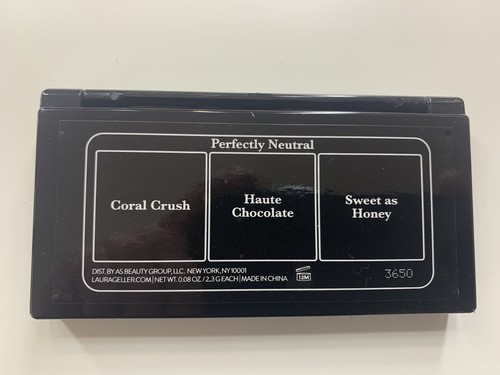 Perfectly Neutral
Coral Crush
Haute
Chocolate
Sweet as
Honey
DIST. BY AS BEAUTY GROUP, LLC. NEW YORK, NY 10001
LAURAGELLER.COM | NET WT. 0.08 OZ. / 2.3 G EACH | MADE IN CHINA
12M
3650